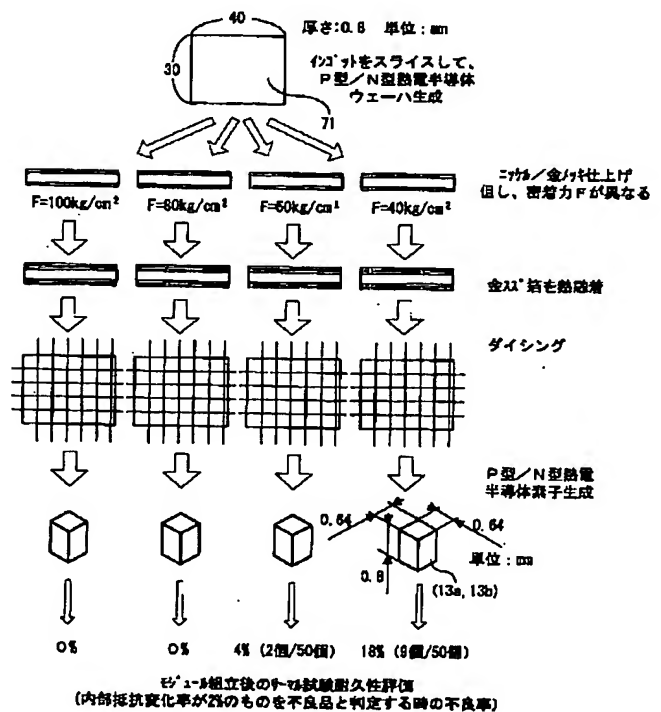 40
厚さ:0.8 単位:mm
30
インゴットをスライスして、
P型/N型熱電半導体
ウェーハ生成
71
ニッケル/金メッキ仕上げ
但し、密着力Fが異なる
F=100kg/cm² F=80kg/cm² F=60kg/cm² F=40kg/cm²
金スズ箔を熱融着
ダイシング
P型/N型熱電
半導体素子生成
0.64
0.64
単位:mm
0.8
(13a, 13b)
0% 0% 4% (2個/50個) 18% (9個/50個)
モジュール組立後のサーマル試験耐久性評価
(内部抵抗変化率が2%のものを不良品と判定する時の不良率)